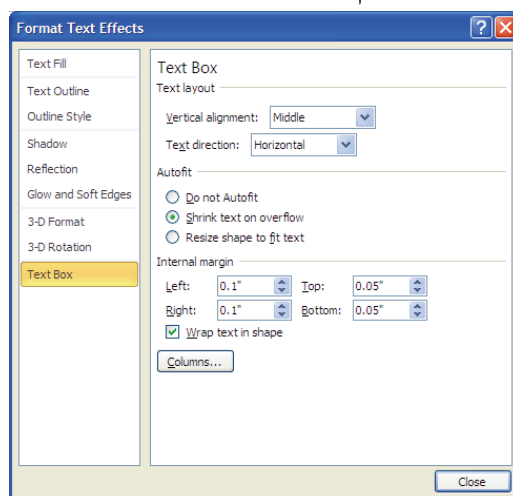 Format Text Effects
Text Fill
Text Outline
Outline Style
Shadow
Reflection
Glow and Soft Edges
3-D Format
3-D Rotation
Text Box
Text Box
Text layout
Vertical alignment: Middle
Text direction: Horizontal
Autofit
Do not Autofit
Shrink text on overflow
Resize shape to fit text
Internal margin
Left: 0.1" Top: 0.05"
Right: 0.1" Bottom: 0.05"
Wrap text in shape
Columns...
Close